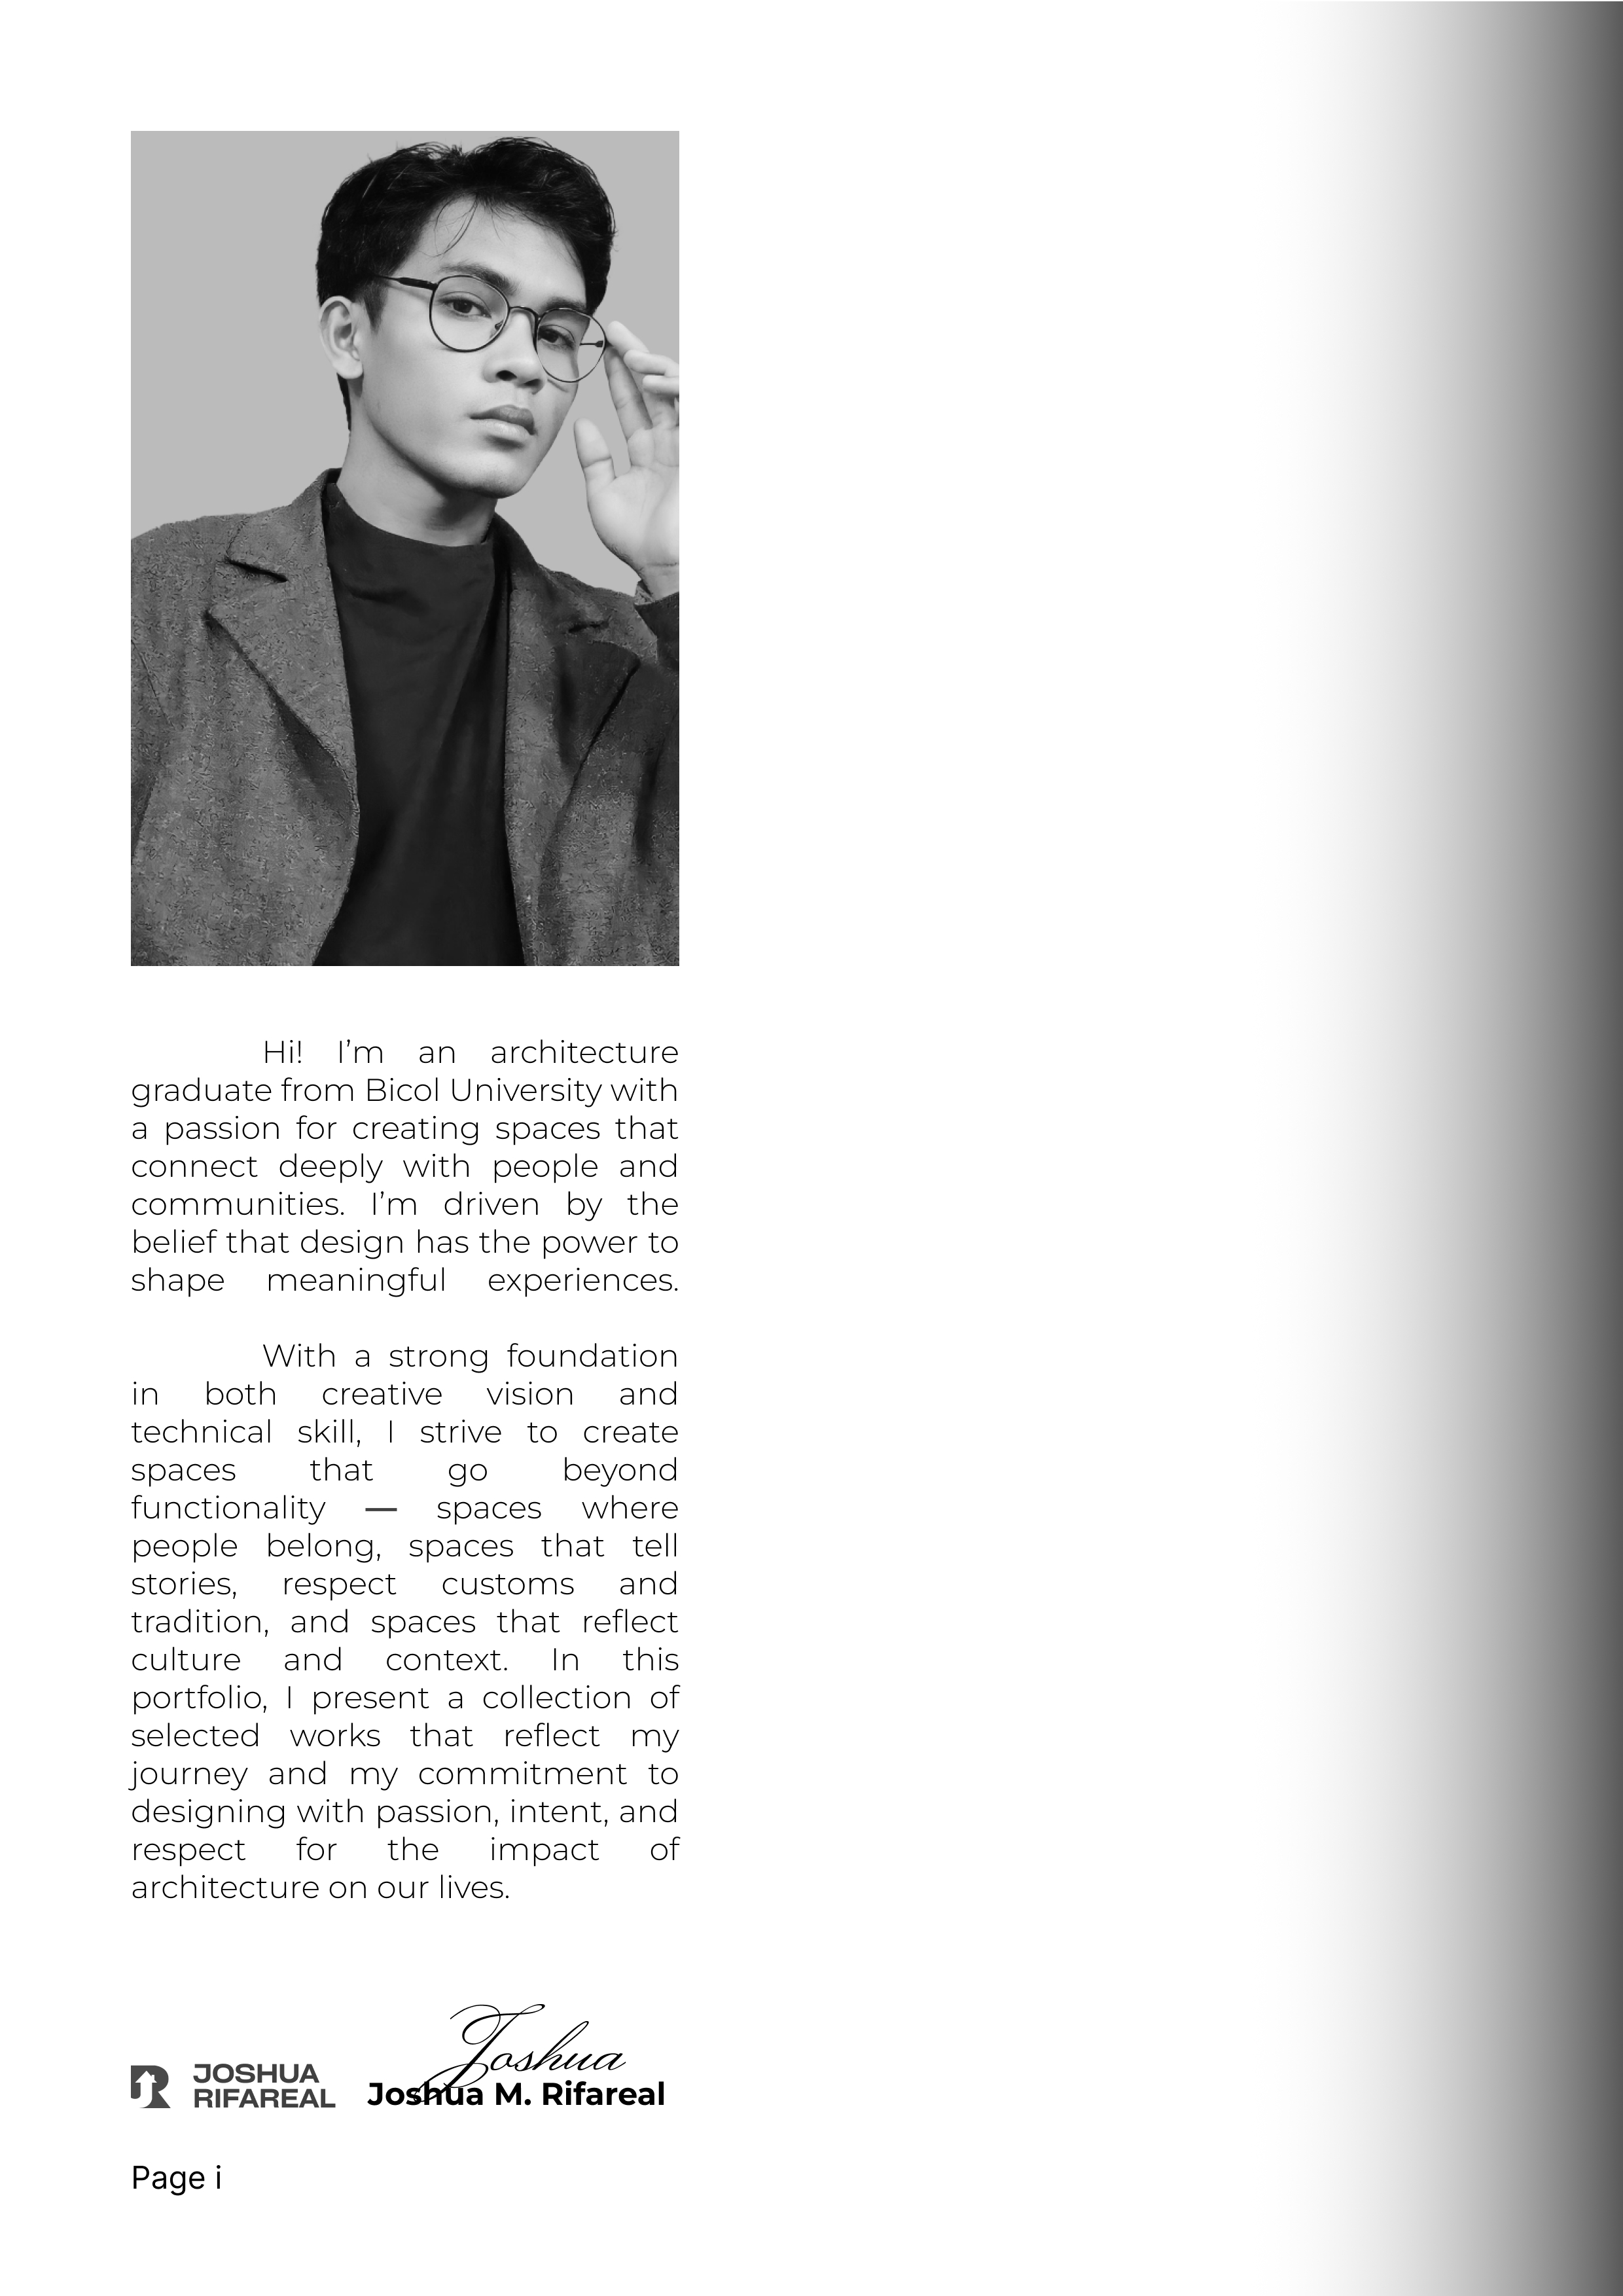 Hi! I’m an architecture
graduate from Bicol University with
a passion for creating spaces that
connect deeply with people and
communities. I’m driven by the
belief that design has the power to
shape meaningful experiences.
With a strong foundation
in both creative vision and
technical skill, I strive to create
spaces that go beyond
functionality — spaces where
people belong, spaces that tell
stories, respect customs and
tradition, and spaces that reflect
culture and context. In this
portfolio, I present a collection of
selected works that reflect my
journey and my commitment to
designing with passion, intent, and
respect for the impact of
architecture on our lives.
JR
JOSHUA
RIFAREAL
Joshua
Joshua M. Rifareal
Page i